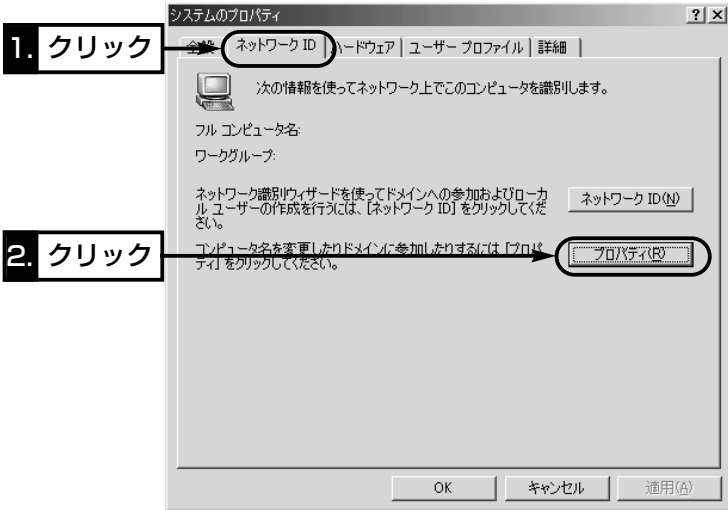 システムのプロパティ
? ×
1. クリック
全般 ネットワーク ID ハードウェア ユーザー プロファイル 詳細
次の情報を使ってネットワーク上でこのコンピュータを識別します。
フル コンピュータ名:
ワークグループ:
ネットワーク識別ウィザードを使ってドメインへの参加およびローカ
ル ユーザーの作成を行うには、[ネットワーク ID] をクリックしてくだ
さい。
ネットワーク ID(N)
2. クリック
コンピュータ名を変更したりドメインに参加したりするには [プロパ
ティ] をクリックしてください。
プロパティ(R)
OK キャンセル 適用(A)